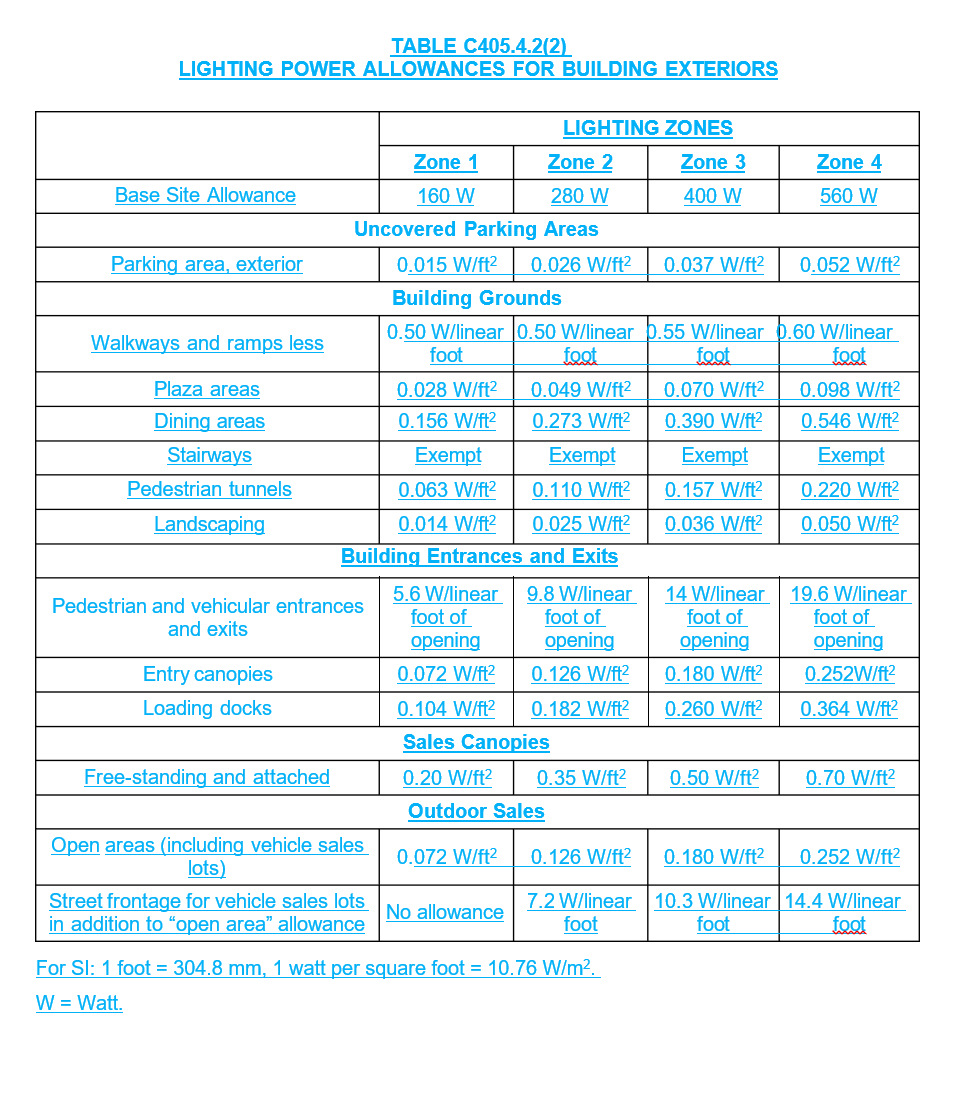 TABLE C405.4.2(2)
LIGHTING POWER ALLOWANCES FOR BUILDING EXTERIORS
LIGHTING ZONES
Zone 1 Zone 2 Zone 3 Zone 4
Base Site Allowance 160 W 280 W 400 W 560 W
Uncovered Parking Areas
Parking area, exterior 0.015 W/ft² 0.026 W/ft² 0.037 W/ft² 0.052 W/ft²
Building Grounds
Walkways and ramps less 0.50 W/linear foot 0.50 W/linear foot 0.55 W/linear foot 0.60 W/linear foot
Plaza areas 0.028 W/ft² 0.049 W/ft² 0.070 W/ft² 0.098 W/ft²
Dining areas 0.156 W/ft² 0.273 W/ft² 0.390 W/ft² 0.546 W/ft²
Stairways Exempt Exempt Exempt Exempt
Pedestrian tunnels 0.063 W/ft² 0.110 W/ft² 0.157 W/ft² 0.220 W/ft²
Landscaping 0.014 W/ft² 0.025 W/ft² 0.036 W/ft² 0.050 W/ft²
Building Entrances and Exits
Pedestrian and vehicular entrances and exits 5.6 W/linear foot of opening 9.8 W/linear foot of opening 14 W/linear foot of opening 19.6 W/linear foot of opening
Entry canopies 0.072 W/ft² 0.126 W/ft² 0.180 W/ft² 0.252W/ft²
Loading docks 0.104 W/ft² 0.182 W/ft² 0.260 W/ft² 0.364 W/ft²
Sales Canopies
Free-standing and attached 0.20 W/ft² 0.35 W/ft² 0.50 W/ft² 0.70 W/ft²
Outdoor Sales
Open areas (including vehicle sales lots) 0.072 W/ft² 0.126 W/ft² 0.180 W/ft² 0.252 W/ft²
Street frontage for vehicle sales lots in addition to “open area” allowance No allowance 7.2 W/linear foot 10.3 W/linear foot 14.4 W/linear foot
For SI: 1 foot = 304.8 mm, 1 watt per square foot = 10.76 W/m².
W = Watt.